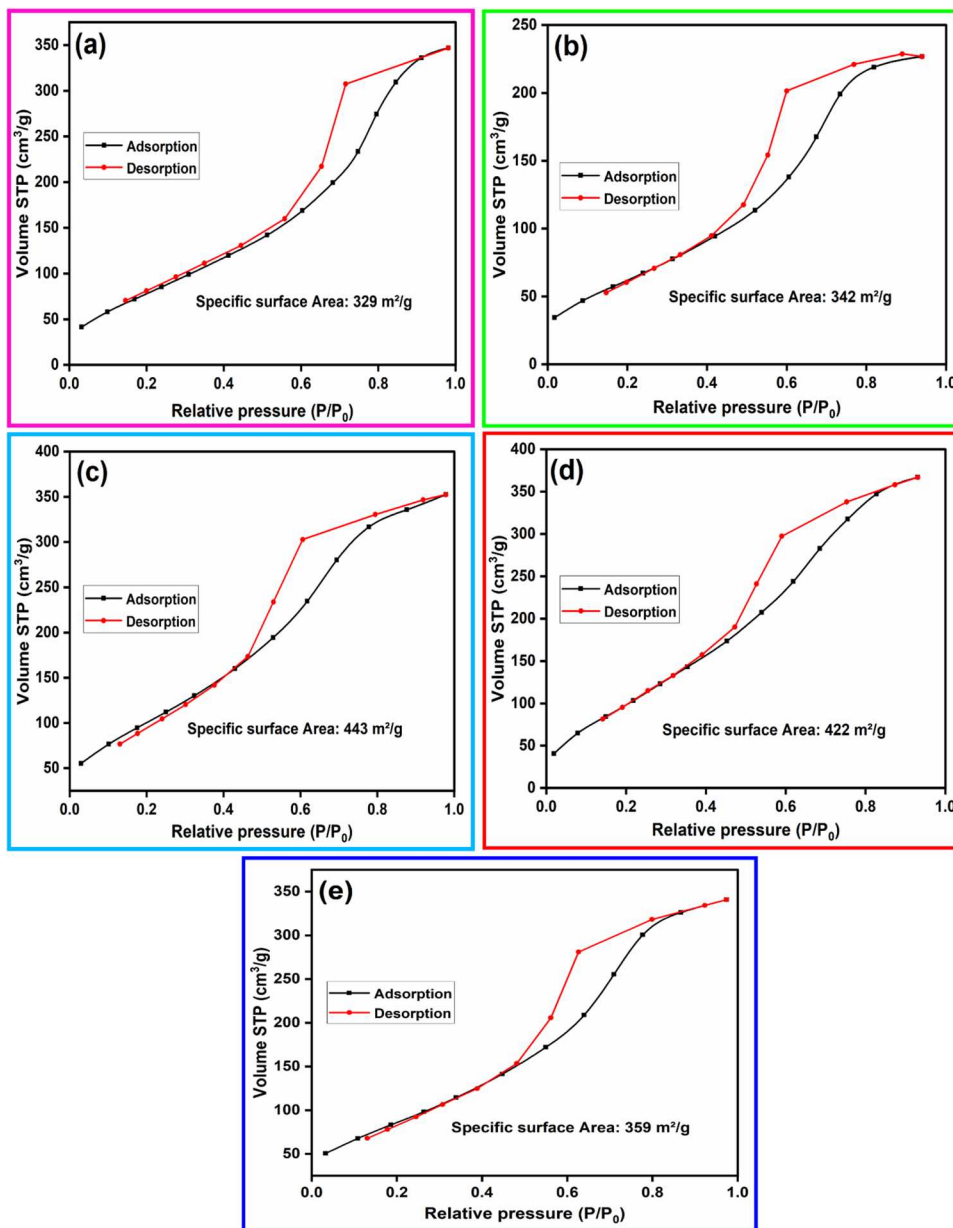 (a)
Volume STP (cm³/g)
350
300
250
200
150
100
50
0
Adsorption
Desorption
Specific surface Area: 329 m²/g
0.0 0.2 0.4 0.6 0.8 1.0
Relative pressure (P/P₀)
(b)
Volume STP (cm³/g)
250
200
150
100
50
0
Adsorption
Desorption
Specific surface Area: 342 m²/g
0.0 0.2 0.4 0.6 0.8 1.0
Relative pressure (P/P₀)
(c)
Volume STP (cm³/g)
400
350
300
250
200
150
100
50
Adsorption
Desorption
Specific surface Area: 443 m²/g
0.0 0.2 0.4 0.6 0.8 1.0
Relative pressure (P/P₀)
(d)
Volume STP (cm³/g)
400
350
300
250
200
150
100
50
0
Adsorption
Desorption
Specific surface Area: 422 m²/g
0.0 0.2 0.4 0.6 0.8 1.0
Relative pressure (P/P₀)
(e)
Volume STP (cm³/g)
350
300
250
200
150
100
50
Adsorption
Desorption
Specific surface Area: 359 m²/g
0.0 0.2 0.4 0.6 0.8 1.0
Relative pressure (P/P₀)